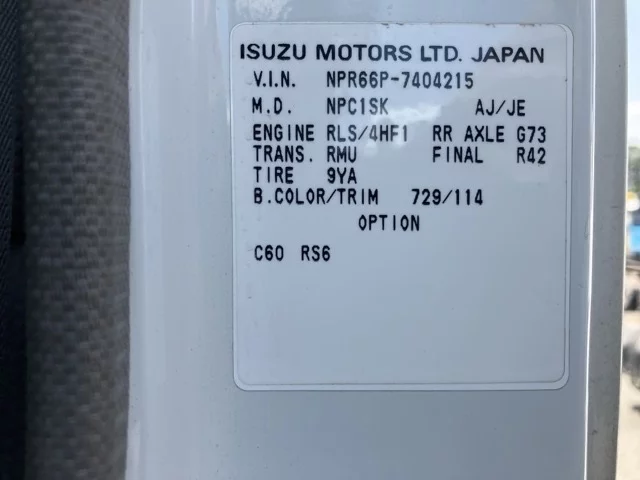 ISUZU MOTORS LTD. JAPAN
V.I.N. NPR66P-7404215
M.D. NPC1SK AJ/JE
ENGINE RLS/4HF1 RR AXLE G73
TRANS. RMU FINAL R42
TIRE 9YA
B.COLOR/TRIM 729/114
OPTION
C60 RS6